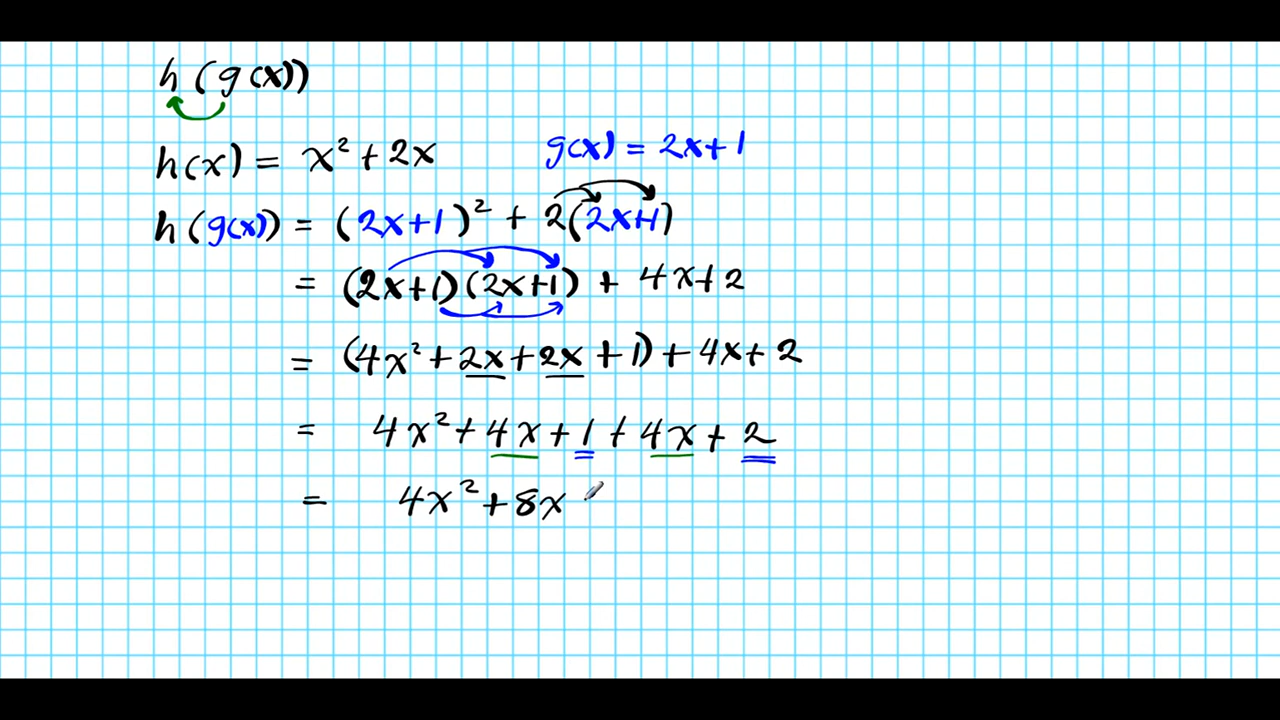 h(g(x))
h(x) = x² + 2x g(x) = 2x+1
h(g(x)) = (2x+1)² + 2(2x+1)
= (2x+1)(2x+1) + 4x+2
= (4x² + 2x + 2x + 1) + 4x + 2
= 4x² + 4x + 1 + 4x + 2
= 4x² + 8x